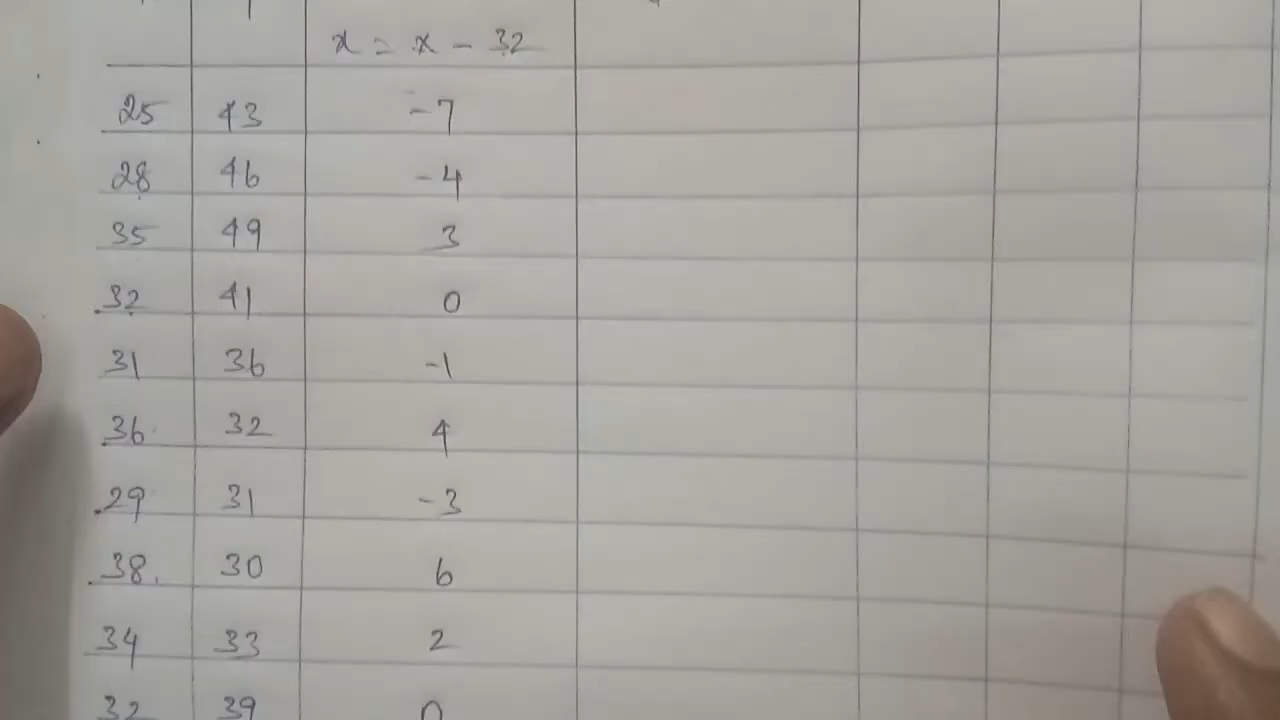 x = x - 32
25 43 -7
28 46 -4
35 49 3
32 41 0
31 36 -1
36 32 4
29 31 -3
38 30 6
34 33 2
32 39 0